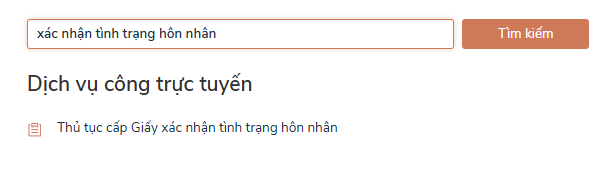 xác nhận tình trạng hôn nhân Tìm kiếm
Dịch vụ công trực tuyến
Thủ tục cấp Giấy xác nhận tình trạng hôn nhân